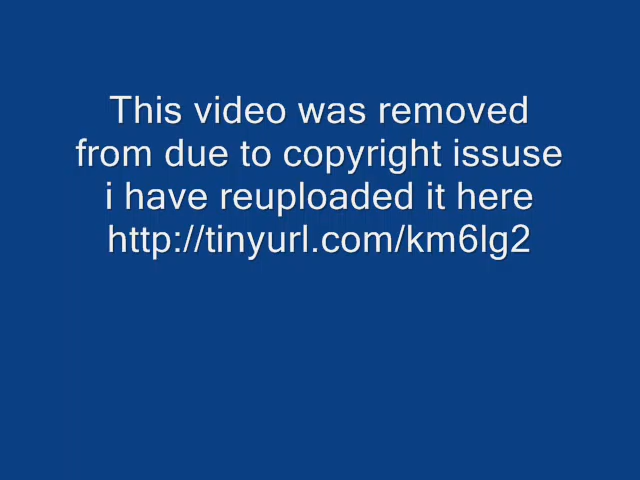 This video was removed
from due to copyright issuse
i have reuploaded it here
http://tinyurl.com/km6lg2